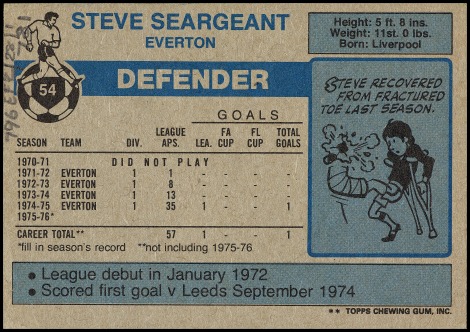 STEVE SEARGEANT
EVERTON
Height: 5 ft. 8 ins.
Weight: 11st. 0 lbs.
Born: Liverpool
54
DEFENDER
STEVE RECOVERED
FROM FRACTURED
TOE LAST SEASON.
GOALS
SEASON TEAM DIV. LEAGUE APS. LEA. FA CUP FL CUP TOTAL GOALS
1970-71 DID NOT PLAY
1971-72 EVERTON 1 1
1972-73 EVERTON 1 8
1973-74 EVERTON 1 13
1974-75 EVERTON 1 35 1 1
1975-76*
CAREER TOTAL** 57 1 1
*fill in season's record **not including 1975-76
• League debut in January 1972
• Scored first goal v Leeds September 1974
** TOPPS CHEWING GUM, INC.